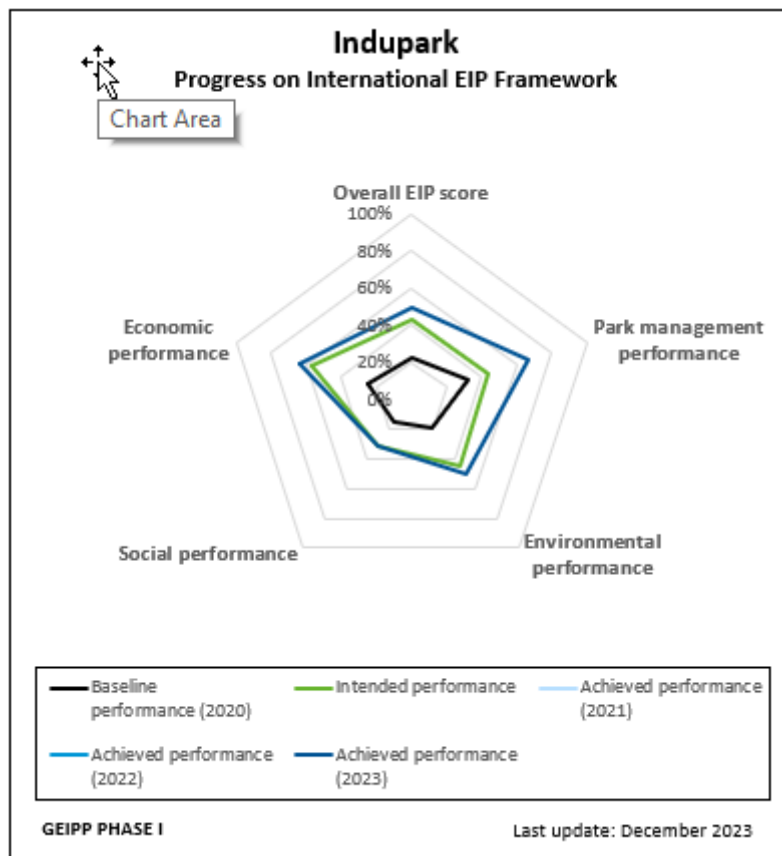 Indupark
Progress on International EIP Framework
Chart Area
Overall EIP score
100%
80%
60%
40%
20%
0%
Park management
performance
Environmental
performance
Social performance
Economic
performance
Baseline
performance (2020)
Intended performance
Achieved performance
(2021)
Achieved performance
(2022)
Achieved performance
(2023)
GEIPP PHASE I
Last update: December 2023